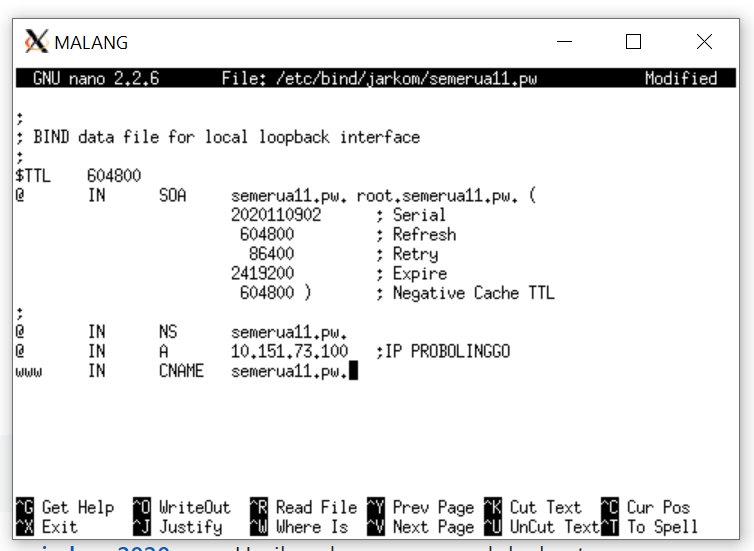 MALANG
GNU nano 2.2.6 File: /etc/bind/jarkom/semerua11.pw Modified
;
; BIND data file for local loopback interface
;
$TTL 604800
@ IN SOA semerua11.pw. root.semerua11.pw. (
2020110902 ; Serial
604800 ; Refresh
86400 ; Retry
2419200 ; Expire
604800 ) ; Negative Cache TTL
;
@ IN NS semerua11.pw.
@ IN A 10.151.73.100 ;IP PROBOLINGGO
www IN CNAME semerua11.pw.
^G Get Help ^O WriteOut ^R Read File ^Y Prev Page ^K Cut Text ^C Cur Pos
^X Exit ^J Justify ^W Where Is ^V Next Page ^U UnCut Text ^T To Spell